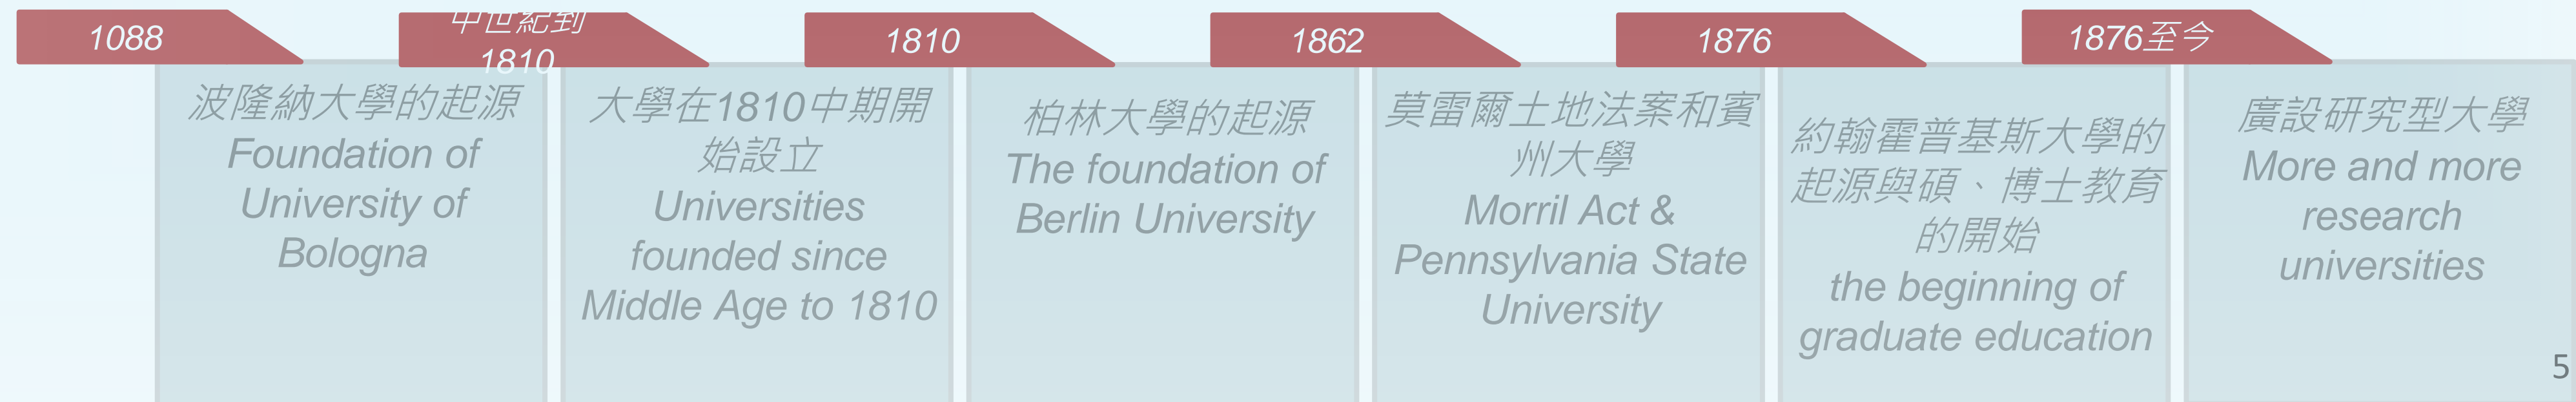 1088
波隆納大學的起源
Foundation of
University of
Bologna
中世紀到
1810
大學在1810中期開
始設立
Universities
founded since
Middle Age to 1810
1810
柏林大學的起源
The foundation of
Berlin University
1862
莫雷爾土地法案和賓
州大學
Morril Act &
Pennsylvania State
University
1876
約翰霍普基斯大學的
起源與碩、博士教育
的開始
the beginning of
graduate education
1876至今
廣設研究型大學
More and more
research
universities
5